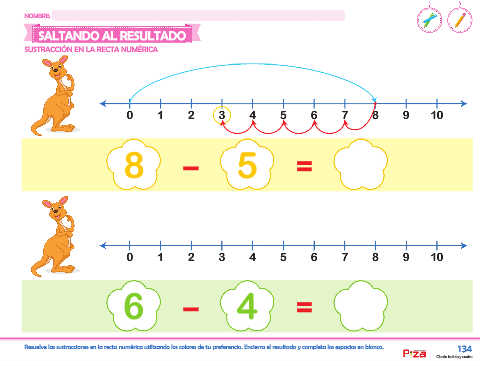 NOMBRE
SALTANDO AL RESULTADO
SUSTRACCIÓN EN LA RECTA NUMÉRICA
0 1 2 3 4 5 6 7 8 9 10
8 - 5 =
0 1 2 3 4 5 6 7 8 9 10
6 - 4 =
Resuelve las sustracciones en la recta numérica utilizando los colores de tu preferencia. Encierra el resultado y completa los espacios en blanco.
134